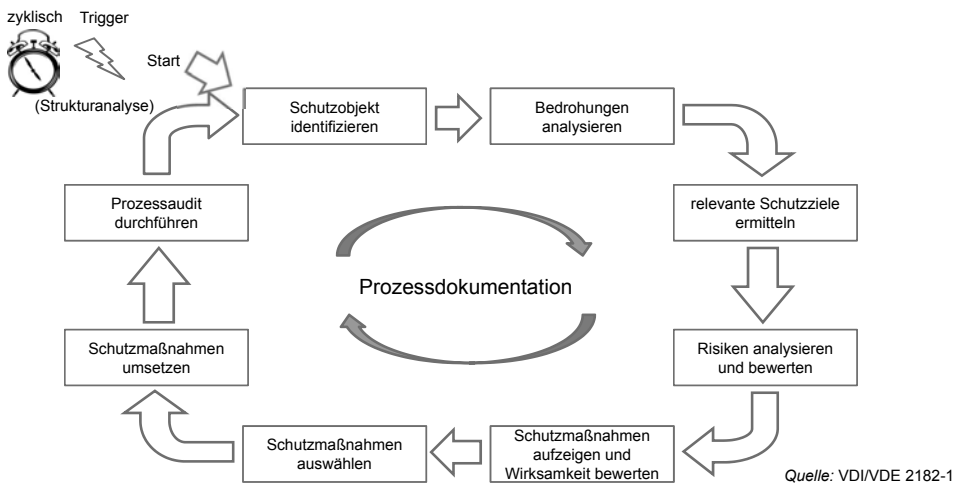 zyklisch
Trigger
Start
(Strukturanalyse)
Schutzobjekt
identifizieren
Bedrohungen
analysieren
Prozessaudit
durchführen
relevante Schutzziele
ermitteln
Prozessdokumentation
Schutzmaßnahmen
umsetzen
Risiken analysieren
und bewerten
Schutzmaßnahmen
auswählen
Schutzmaßnahmen
aufzeigen und
Wirksamkeit bewerten
Quelle: VDI/VDE 2182-1